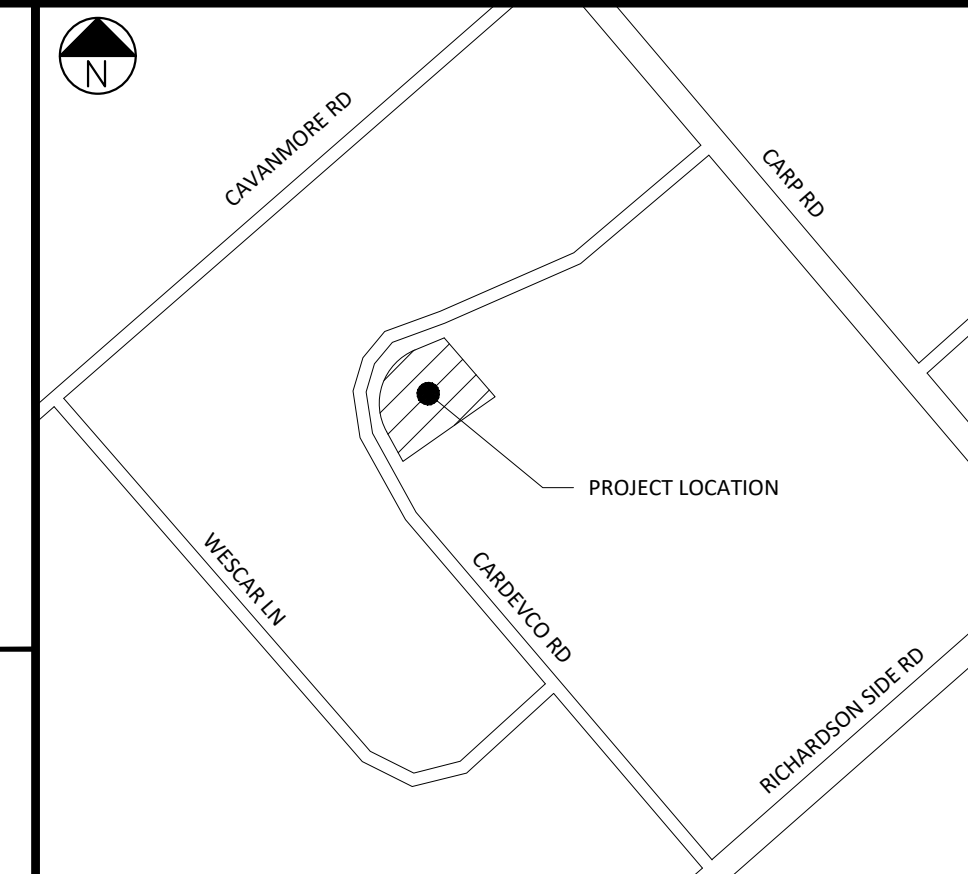 N
CAVANMORE RD
CARP RD
PROJECT LOCATION
WESCAR LN
CARDEVCO RD
RICHARDSON SIDE RD